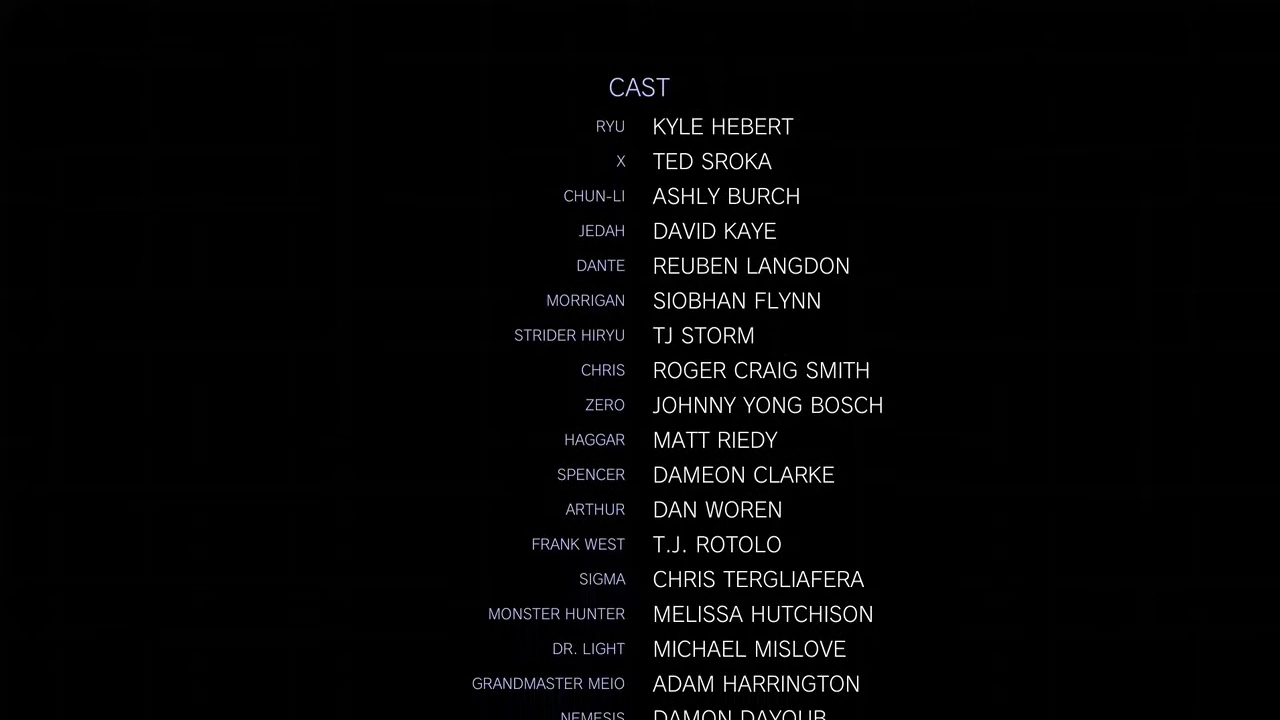 CAST
RYU KYLE HEBERT
X TED SROKA
CHUN-LI ASHLY BURCH
JEDAH DAVID KAYE
DANTE REUBEN LANGDON
MORRIGAN SIOBHAN FLYNN
STRIDER HIRYU TJ STORM
CHRIS ROGER CRAIG SMITH
ZERO JOHNNY YONG BOSCH
HAGGAR MATT RIEDY
SPENCER DAMEON CLARKE
ARTHUR DAN WOREN
FRANK WEST T.J. ROTOLO
SIGMA CHRIS TERGLIAFERA
MONSTER HUNTER MELISSA HUTCHISON
DR. LIGHT MICHAEL MISLOVE
GRANDMASTER MEIO ADAM HARRINGTON
NEMESIS DAMON DAYOUB